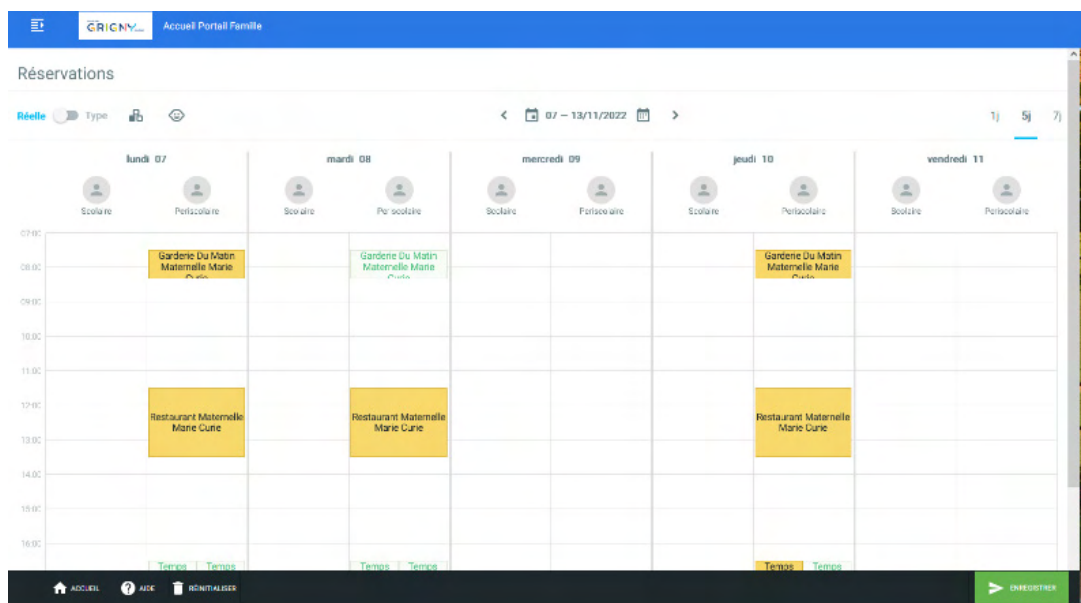 GRIGNY Accueil Portail Famille
Réservations
Réelle Type
07 – 13/11/2022
1j 5j 7j
lundi 07 mardi 08 mercredi 09 jeudi 10 vendredi 11
Scolaire Periscolaire Scolaire Periscolaire Scolaire Periscolaire Scolaire Periscolaire Scolaire Periscolaire
07:00
Garderie Du Matin Garderie Du Matin Garderie Du Matin
08:00 Maternelle Marie Maternelle Marie Maternelle Marie
Curie Curie Curie
09:00
10:00
11:00
12:00
Restaurant Maternelle Restaurant Maternelle Restaurant Maternelle
Marie Curie Marie Curie Marie Curie
13:00
14:00
15:00
16:00
Temps Temps Temps Temps Temps Temps
ACCUEIL AIDE RÉINITIALISER ENREGISTRER